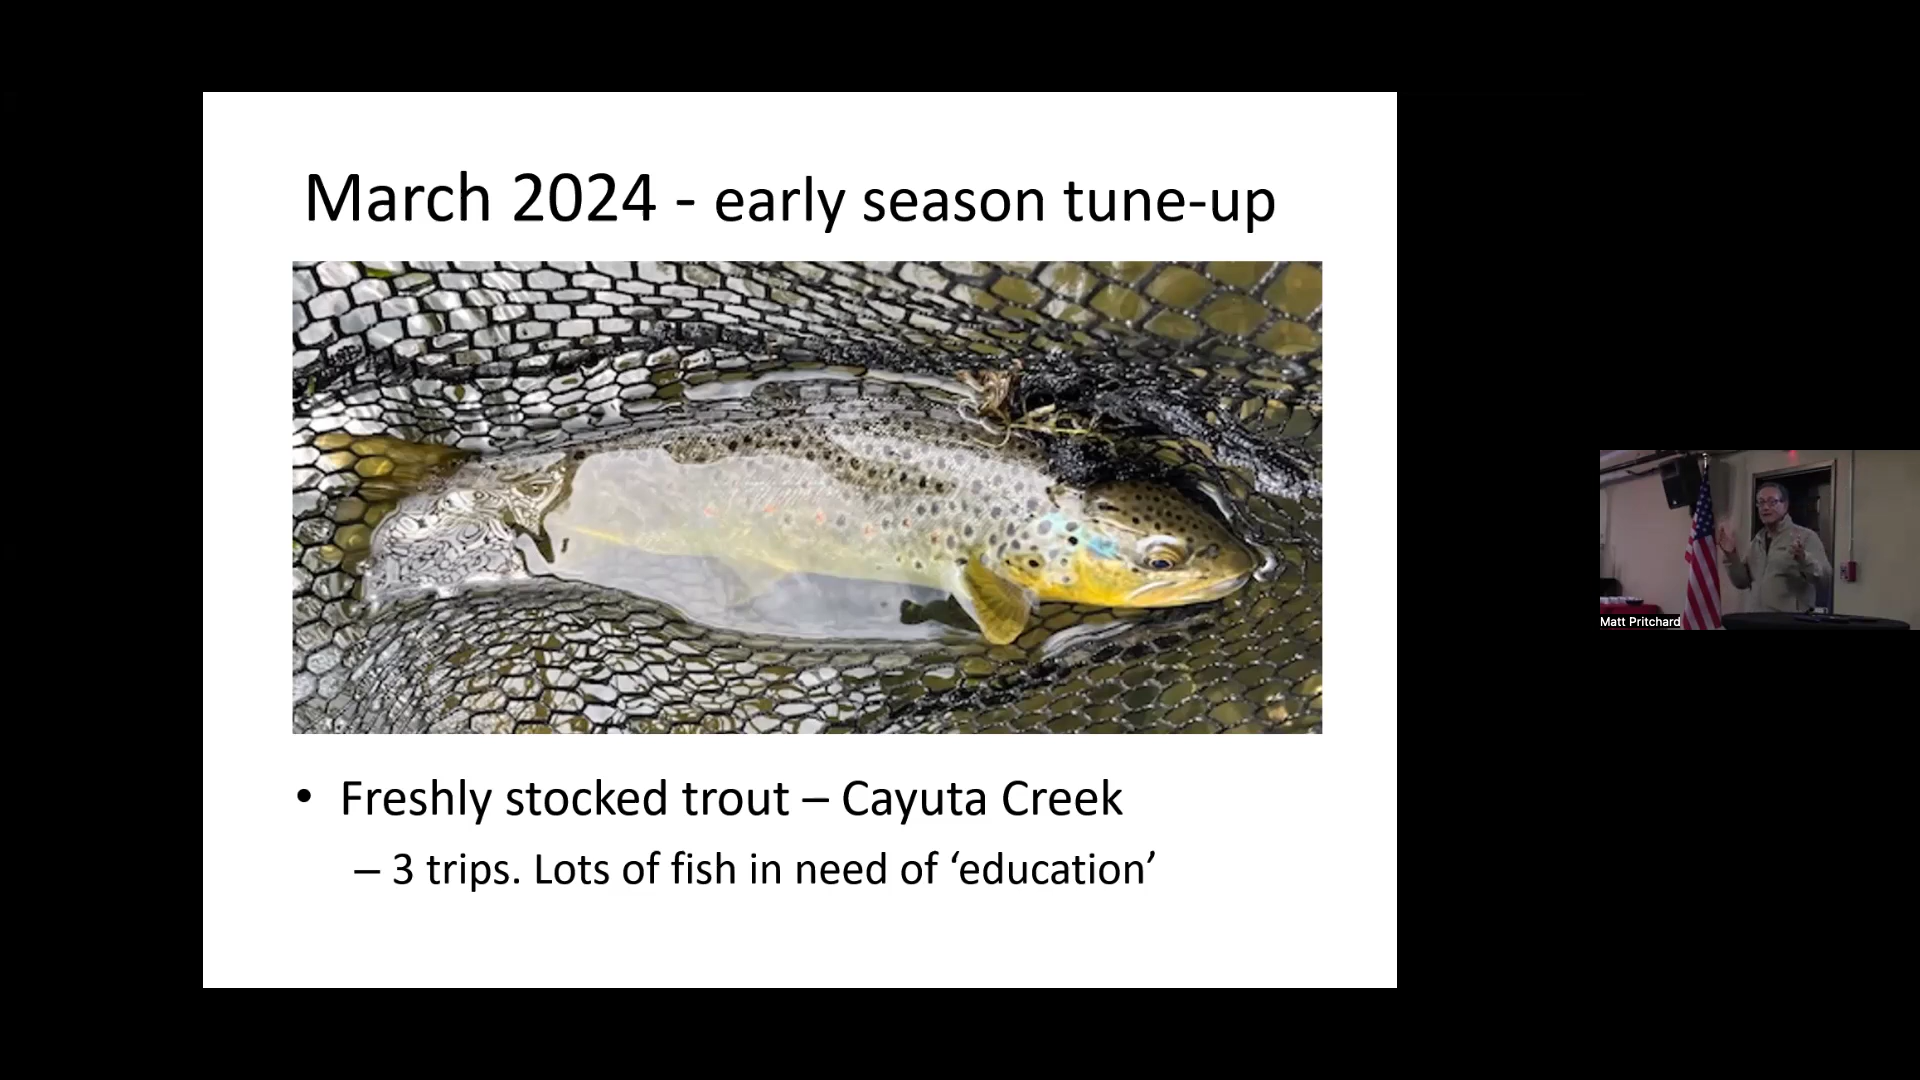 March 2024 - early season tune-up
• Freshly stocked trout – Cayuta Creek
– 3 trips. Lots of fish in need of ‘education’
Matt Pritchard